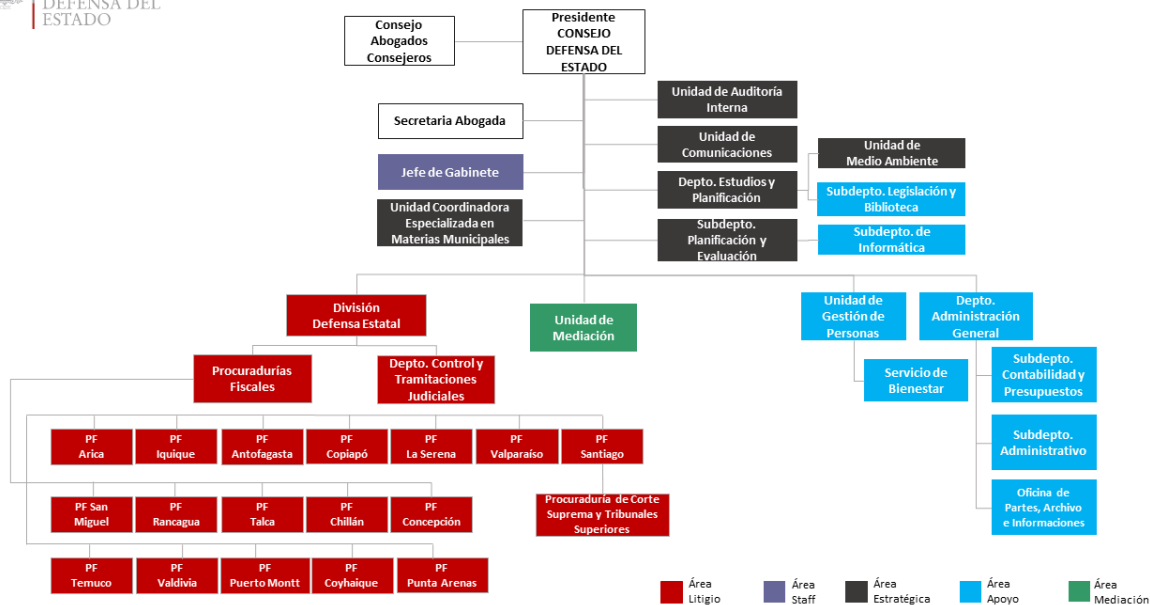 DEFENSA DEL
ESTADO
Consejo
Abogados
Consejeros
Presidente
CONSEJO
DEFENSA DEL
ESTADO
Secretaria Abogada
Jefe de Gabinete
Unidad Coordinadora
Especializada en
Materias Municipales
Unidad de Auditoría
Interna
Unidad de
Comunicaciones
Depto. Estudios y
Planificación
Subdepto.
Planificación y
Evaluación
Unidad de
Medio Ambiente
Subdepto. Legislación y
Biblioteca
Subdepto. de
Informática
División
Defensa Estatal
Unidad de
Mediación
Unidad de
Gestión de
Personas
Depto.
Administración
General
Procuradurías
Fiscales
Depto. Control y
Tramitaciones
Judiciales
Servicio de
Bienestar
Subdepto.
Contabilidad y
Presupuestos
Subdepto.
Administrativo
Oficina de
Partes, Archivo
e Informaciones
PF
Arica
PF
Iquique
PF
Antofagasta
PF
Copiapó
PF
La Serena
PF
Valparaíso
PF
Santiago
PF San
Miguel
PF
Rancagua
PF
Talca
PF
Chillán
PF
Concepción
Procuraduría de Corte
Suprema y Tribunales
Superiores
PF
Temuco
PF
Valdivia
PF
Puerto Montt
PF
Coyhaique
PF
Punta Arenas
Área
Litigio
Área
Staff
Área
Estratégica
Área
Apoyo
Área
Mediación